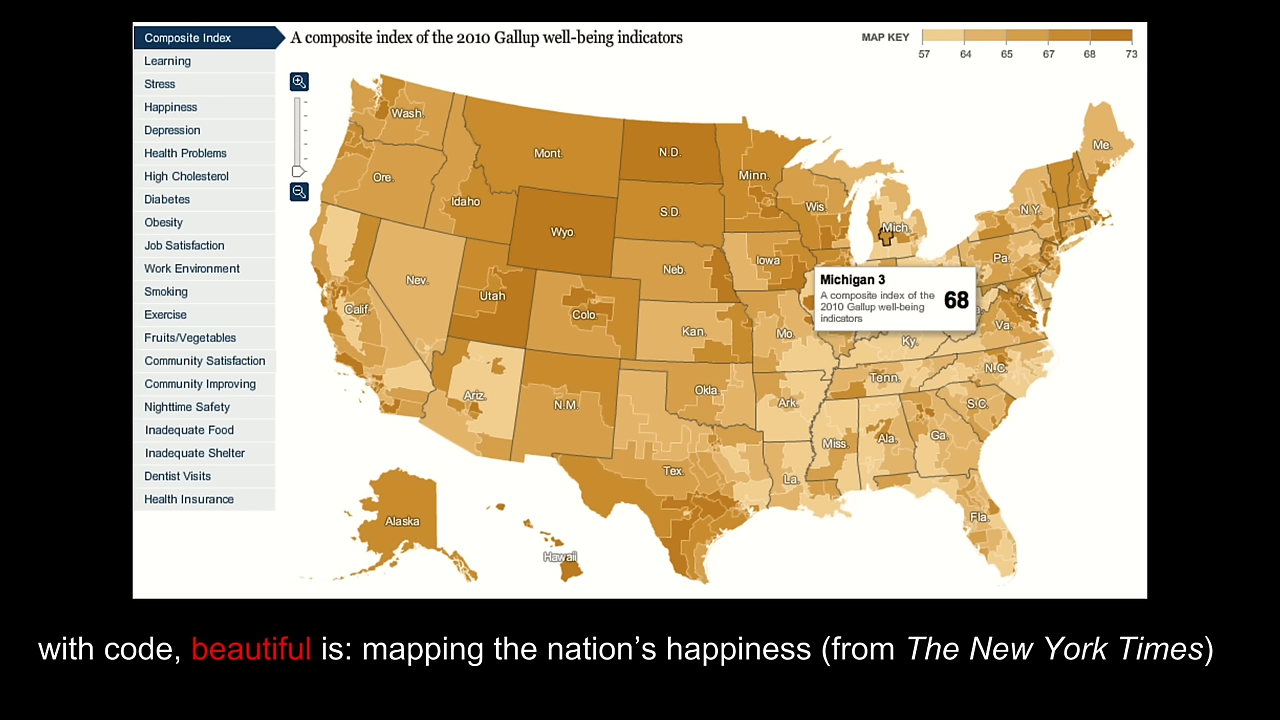 Composite Index
Learning
Stress
Happiness
Depression
Health Problems
High Cholesterol
Diabetes
Obesity
Job Satisfaction
Work Environment
Smoking
Exercise
Fruits/Vegetables
Community Satisfaction
Community Improving
Nighttime Safety
Inadequate Food
Inadequate Shelter
Dentist Visits
Health Insurance
A composite index of the 2010 Gallup well-being indicators
MAP KEY
57 64 65 67 68 73
Wash.
Mont.
N.D.
Minn.
Me.
Ore.
Idaho
S.D.
Wis.
N.Y.
Mich.
Wyo.
Neb.
Iowa
Pa.
Nev.
Utah
Colo.
Calif.
Kan.
Mo.
Ky.
Va.
Michigan 3
A composite index of the
2010 Gallup well-being
indicators
68
Ariz.
N.M.
Okla.
Ark.
Tenn.
N.C.
S.C.
Miss.
Ala.
Ga.
Tex.
La.
Fla.
Alaska
Hawaii
with code, beautiful is: mapping the nation’s happiness (from The New York Times)